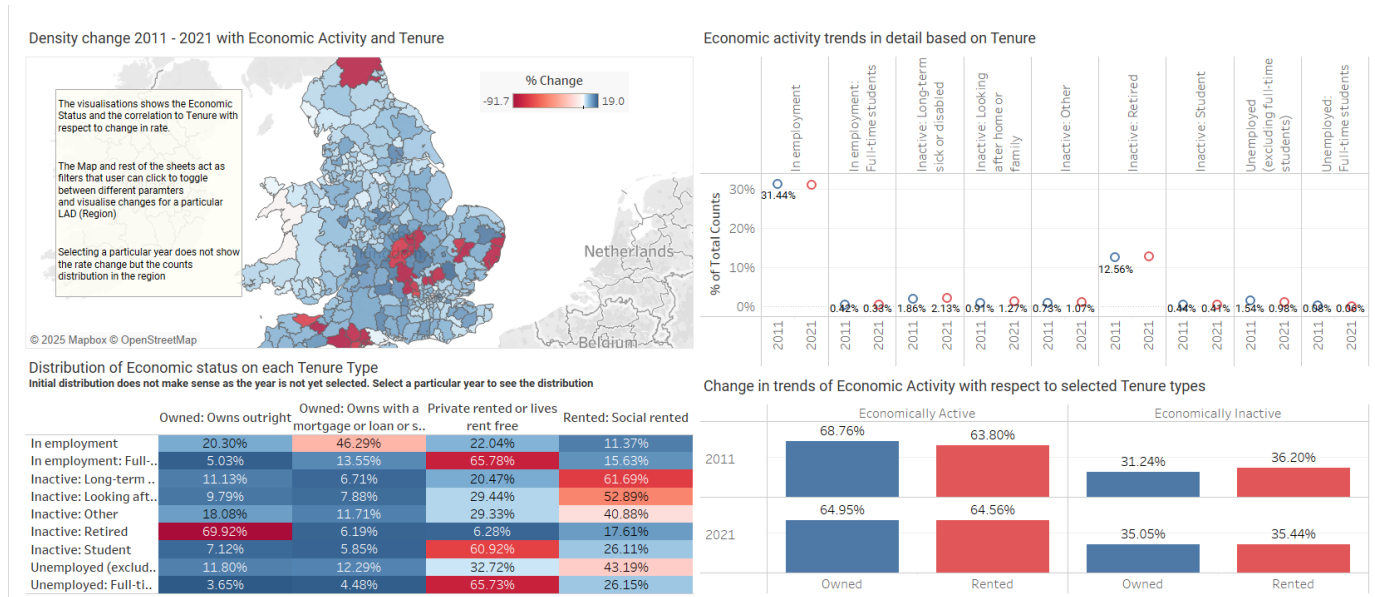 Density change 2011 - 2021 with Economic Activity and Tenure
% Change
-91.7
19.0
The visualisations shows the Economic
Status and the correlation to Tenure with
respect to change in rate.
The Map and rest of the sheets act as
filters that user can click to toggle
between different paramters
and visualise changes for a particular
LAD (Region)
Selecting a particular year does not show
the rate change but the counts
distribution in the region
Netherlands
Belgium
© 2025 Mapbox © OpenStreetMap
Economic activity trends in detail based on Tenure
In employment
In employment:
Full-time students
Inactive: Long-term
sick or disabled
Inactive: Looking
after home or
family
Inactive: Other
Inactive: Retired
Inactive: Student
Unemployed
(excluding full-time
students)
Unemployed:
Full-time students
% of Total Counts
30%
20%
10%
0%
31.44%
0.42% 0.33% 1.86% 2.13% 0.91% 1.27% 0.73% 1.07%
12.56%
0.44% 0.41% 1.54% 0.98% 0.08% 0.06%
2011 2021 2011 2021 2011 2021 2011 2021 2011 2021 2011 2021 2011 2021 2011 2021 2011 2021
Distribution of Economic status on each Tenure Type
Initial distribution does not make sense as the year is not yet selected. Select a particular year to see the distribution
Owned: Owns outright
Owned: Owns with a
mortgage or loan or s..
Private rented or lives
rent free
Rented: Social rented
In employment 20.30% 46.29% 22.04% 11.37%
In employment: Full-.. 5.03% 13.55% 65.78% 15.63%
Inactive: Long-term .. 11.13% 6.71% 20.47% 61.69%
Inactive: Looking aft.. 9.79% 7.88% 29.44% 52.89%
Inactive: Other 18.08% 11.71% 29.33% 40.88%
Inactive: Retired 69.92% 6.19% 6.28% 17.61%
Inactive: Student 7.12% 5.85% 60.92% 26.11%
Unemployed (exclud.. 11.80% 12.29% 32.72% 43.19%
Unemployed: Full-ti.. 3.65% 4.48% 65.73% 26.15%
Change in trends of Economic Activity with respect to selected Tenure types
Economically Active Economically Inactive
2011 68.76% 63.80% 31.24% 36.20%
2021 64.95% 64.56% 35.05% 35.44%
Owned Rented Owned Rented